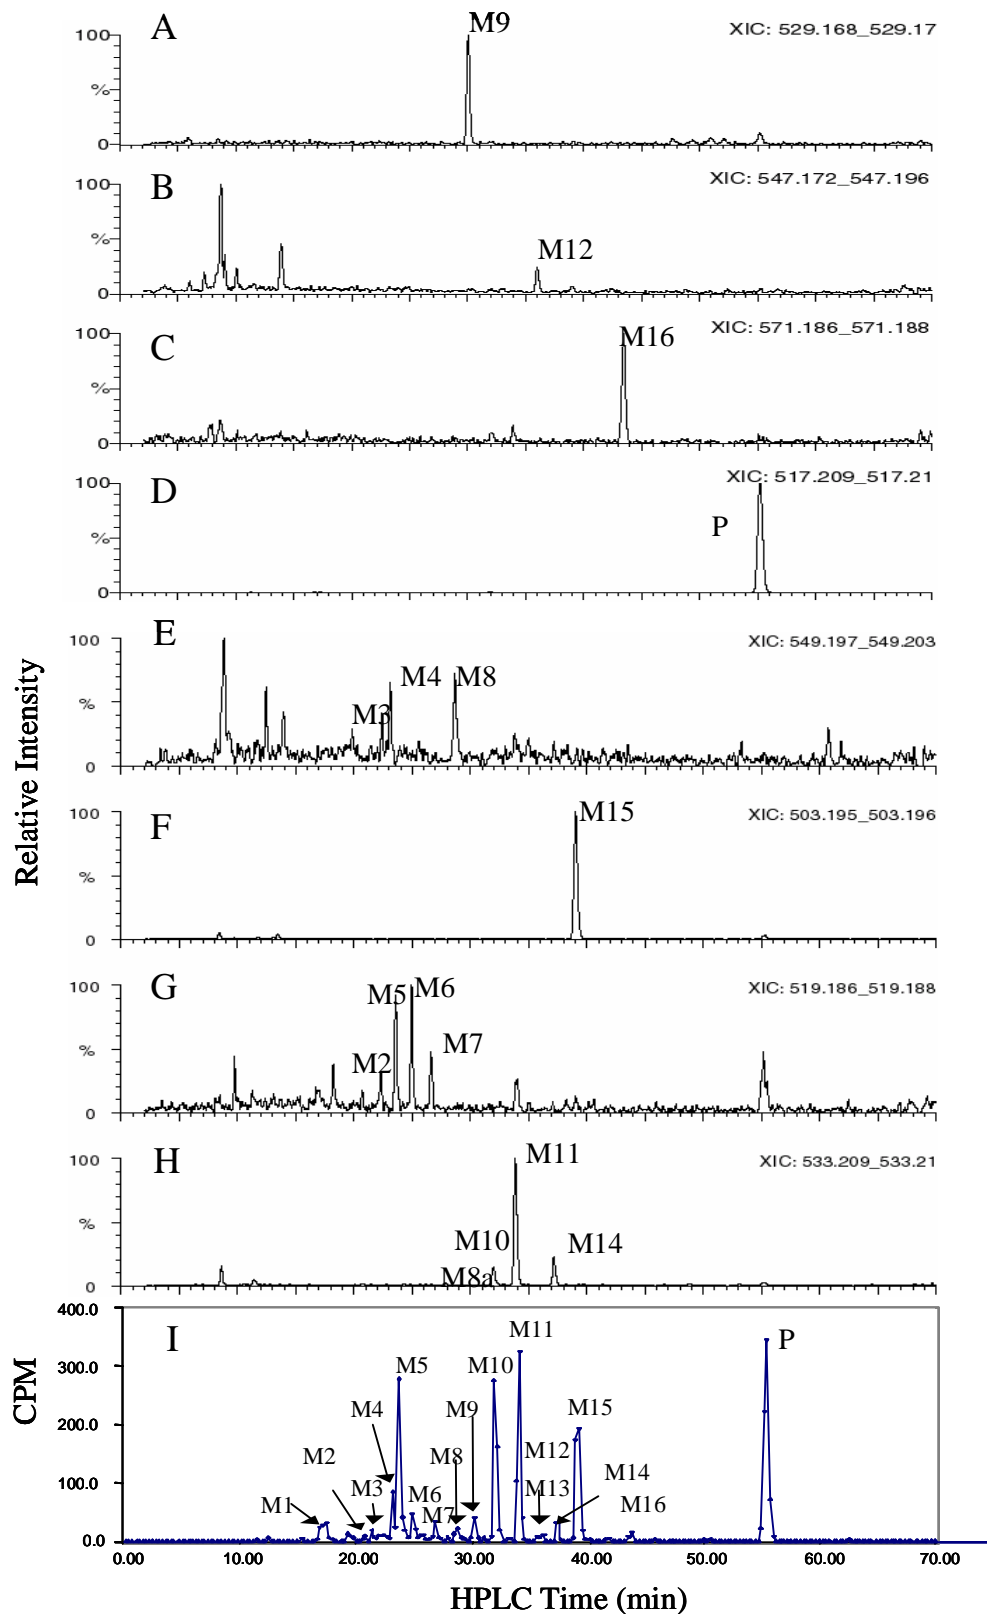 A
M9
XIC: 529.168_529.17
100
%
0
B
XIC: 547.172_547.196
100
%
M12
0
C
XIC: 571.186_571.188
100
M16
%
0
D
XIC: 517.209_517.21
100
P
%
0
E
XIC: 549.197_549.203
100
M4 M8
M3
%
0
F
M15
XIC: 503.195_503.196
100
%
0
G
M5 M6
XIC: 519.186_519.188
100
M7
%
M2
0
H
M11
XIC: 533.209_533.21
100
%
M10
M14
M8a
0
Relative Intensity
I
400.0
M11
P
300.0
M5
M10
M4
M9
M15
200.0
M2
M8
M12
M3
M13
M14
100.0
M1
M6
M7
M16
0.0
CPM
0.00 10.00 20.00 30.00 40.00 50.00 60.00 70.00
HPLC Time (min)